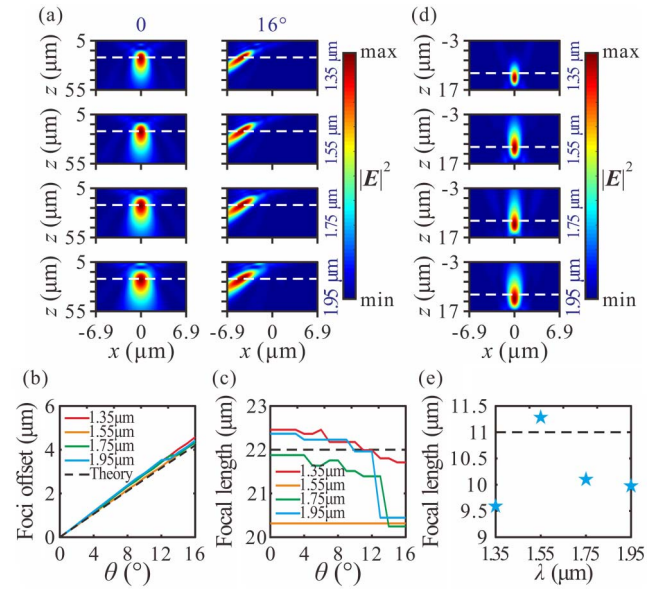 (a)
0
16°
max
|E|²
min
5
z (μm)
55
1.35 μm
5
z (μm)
55
1.55 μm
5
z (μm)
55
1.75 μm
5
z (μm)
55
1.95 μm
-6.9 0 6.9
-6.9 0 6.9
x (μm)
(d)
max
|E|²
min
-3
z (μm)
17
1.35 μm
-3
z (μm)
17
1.55 μm
-3
z (μm)
17
1.75 μm
-3
z (μm)
17
1.95 μm
-6.9 0 6.9
x (μm)
(b)
Foci offset (μm)
6
4
2
0
1.35μm
1.55μm
1.75μm
1.95μm
Theory
0 4 8 12 16
θ (°)
(c)
Focal length (μm)
23
22
21
20
19
1.35μm
1.55μm
1.75μm
1.95μm
0 4 8 12 16
θ (°)
(e)
Focal length (μm)
11.5
11
10.5
10
9.5
9
1.35 1.55 1.75 1.95
λ (μm)